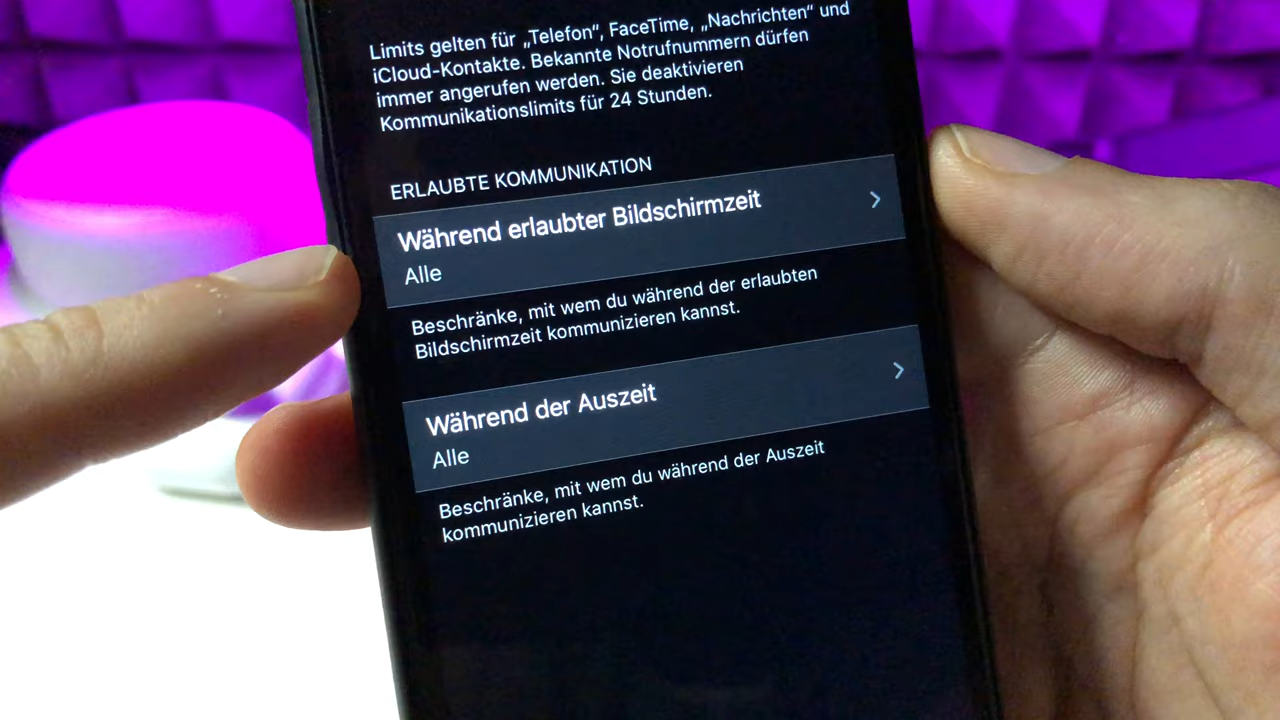 Limits gelten für „Telefon“, FaceTime, „Nachrichten“ und
iCloud-Kontakte. Bekannte Notrufnummern dürfen
immer angerufen werden. Sie deaktivieren
Kommunikationslimits für 24 Stunden.
ERLAUBTE KOMMUNIKATION
Während erlaubter Bildschirmzeit
Alle
Beschränke, mit wem du während der erlaubten
Bildschirmzeit kommunizieren kannst.
Während der Auszeit
Alle
Beschränke, mit wem du während der Auszeit
kommunizieren kannst.